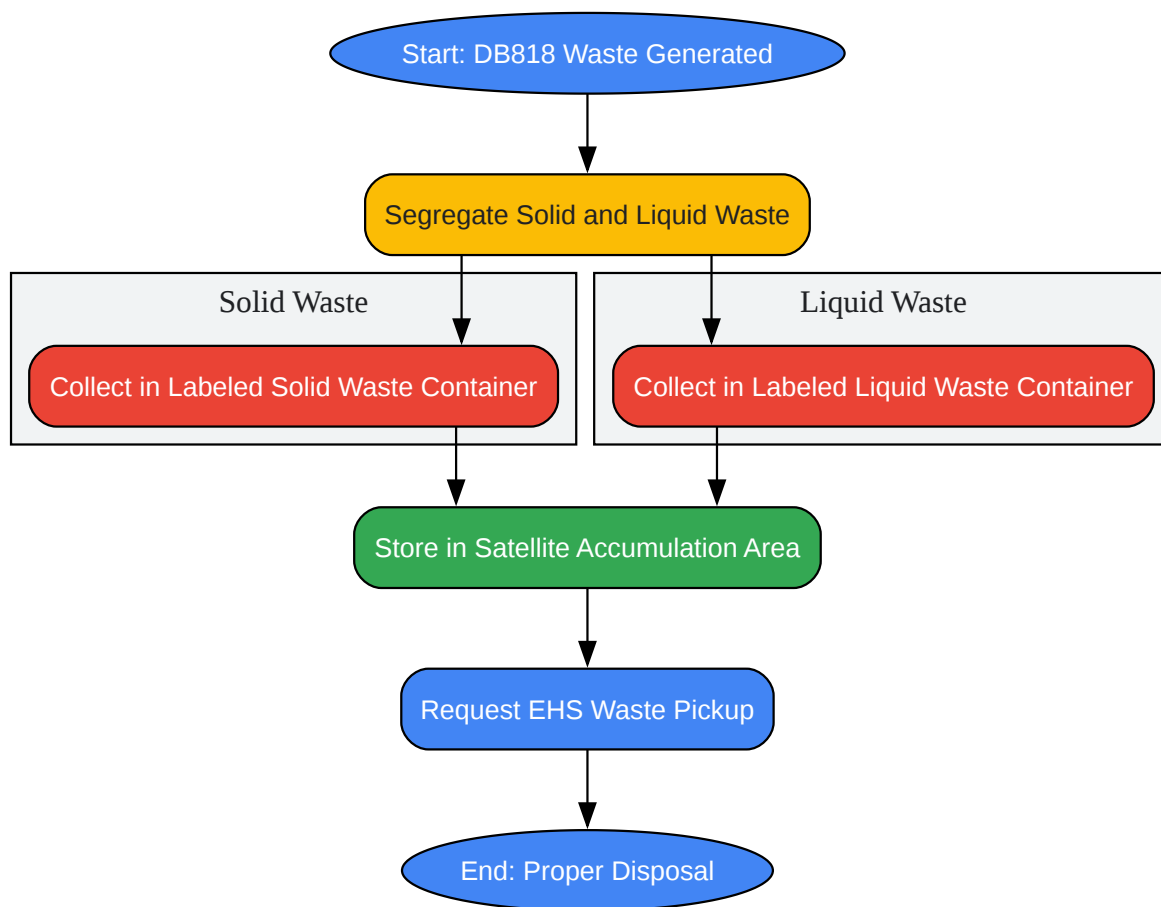 Start: DB818 Waste Generated
Segregate Solid and Liquid Waste
Solid Waste
Liquid Waste
Collect in Labeled Solid Waste Container
Collect in Labeled Liquid Waste Container
Store in Satellite Accumulation Area
Request EHS Waste Pickup
End: Proper Disposal